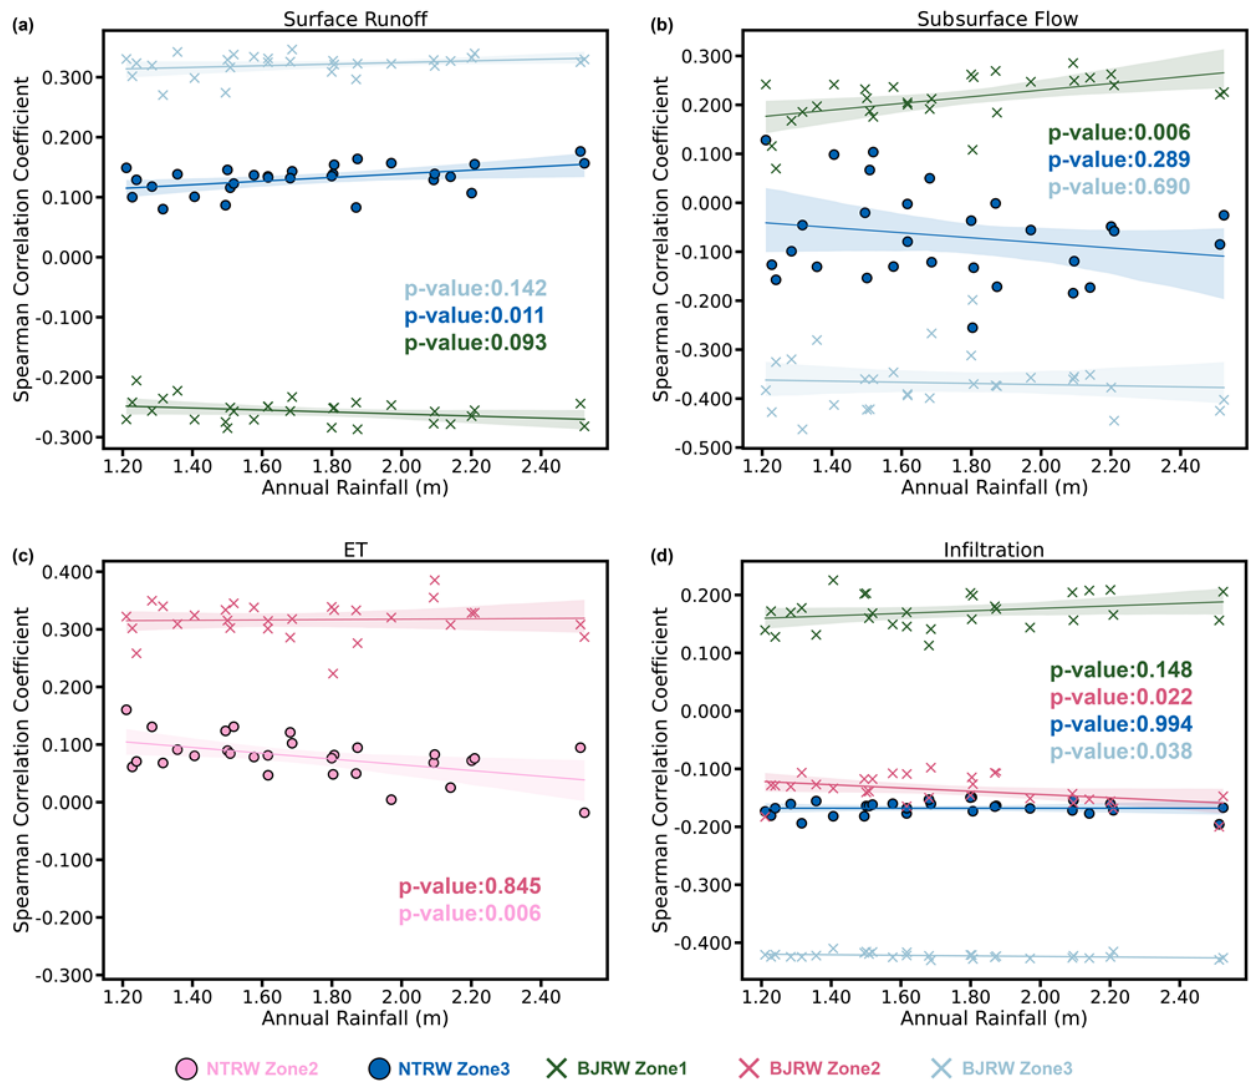 (a)
Surface Runoff
Spearman Correlation Coefficient
0.300
0.200
0.100
0.000
-0.100
-0.200
-0.300
p-value:0.142
p-value:0.011
p-value:0.093
1.20 1.40 1.60 1.80 2.00 2.20 2.40
Annual Rainfall (m)
(b)
Subsurface Flow
Spearman Correlation Coefficient
0.300
0.200
0.100
0.000
-0.100
-0.200
-0.300
-0.400
-0.500
p-value:0.006
p-value:0.289
p-value:0.690
1.20 1.40 1.60 1.80 2.00 2.20 2.40
Annual Rainfall (m)
(c)
ET
Spearman Correlation Coefficient
0.400
0.300
0.200
0.100
0.000
-0.100
-0.200
-0.300
p-value:0.845
p-value:0.006
1.20 1.40 1.60 1.80 2.00 2.20 2.40
Annual Rainfall (m)
(d)
Infiltration
Spearman Correlation Coefficient
0.200
0.100
0.000
-0.100
-0.200
-0.300
-0.400
p-value:0.148
p-value:0.022
p-value:0.994
p-value:0.038
1.20 1.40 1.60 1.80 2.00 2.20 2.40
Annual Rainfall (m)
NTRW Zone2 NTRW Zone3 BJRW Zone1 BJRW Zone2 BJRW Zone3